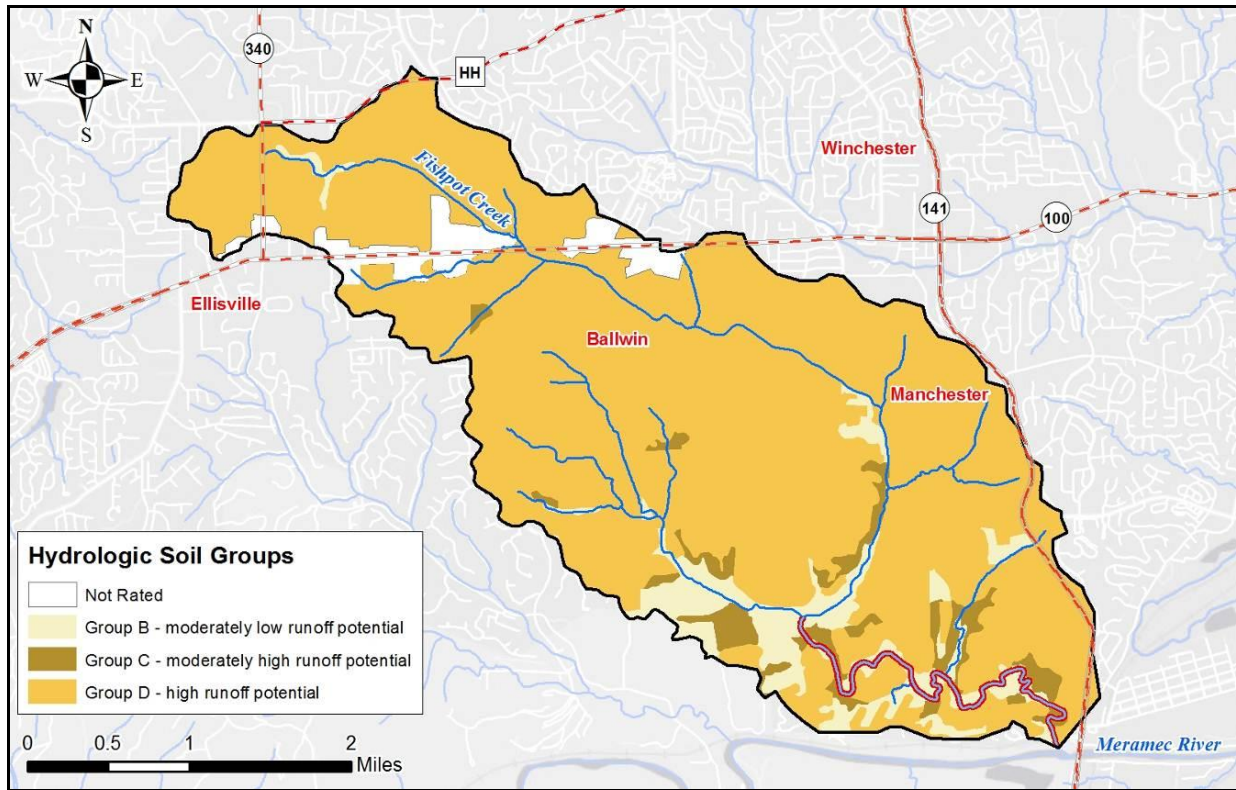 N
W E
S
340
HH
Winchester
Fishpot Creek
141
100
Ellisville
Ballwin
Manchester
Hydrologic Soil Groups
Not Rated
Group B - moderately low runoff potential
Group C - moderately high runoff potential
Group D - high runoff potential
0 0.5 1 2
Miles
Meramec River